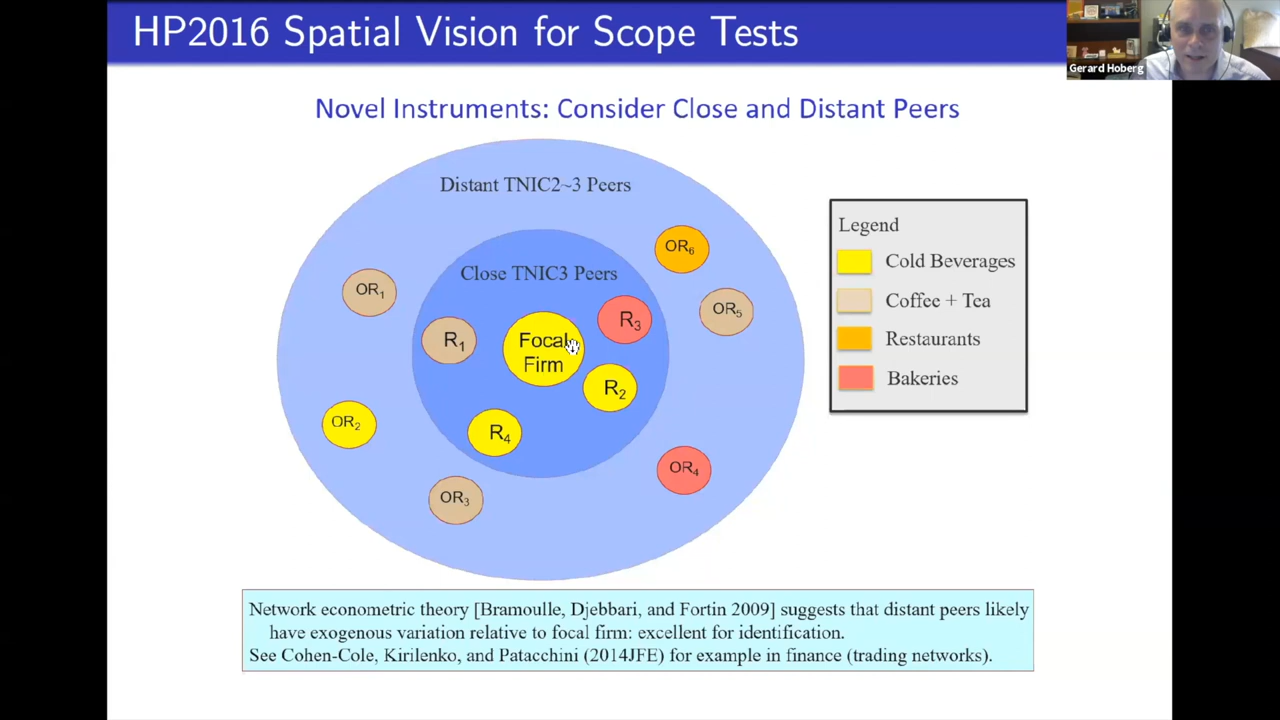 HP2016 Spatial Vision for Scope Tests
Gerard Hoberg
Novel Instruments: Consider Close and Distant Peers
Distant TNIC2~3 Peers
Close TNIC3 Peers
OR6
OR1
OR5
R3
R1
Focal
Firm
R2
OR2
R4
OR4
OR3
Legend
Cold Beverages
Coffee + Tea
Restaurants
Bakeries
Network econometric theory [Bramoulle, Djebbari, and Fortin 2009] suggests that distant peers likely
have exogenous variation relative to focal firm: excellent for identification.
See Cohen-Cole, Kirilenko, and Patacchini (2014JFE) for example in finance (trading networks).